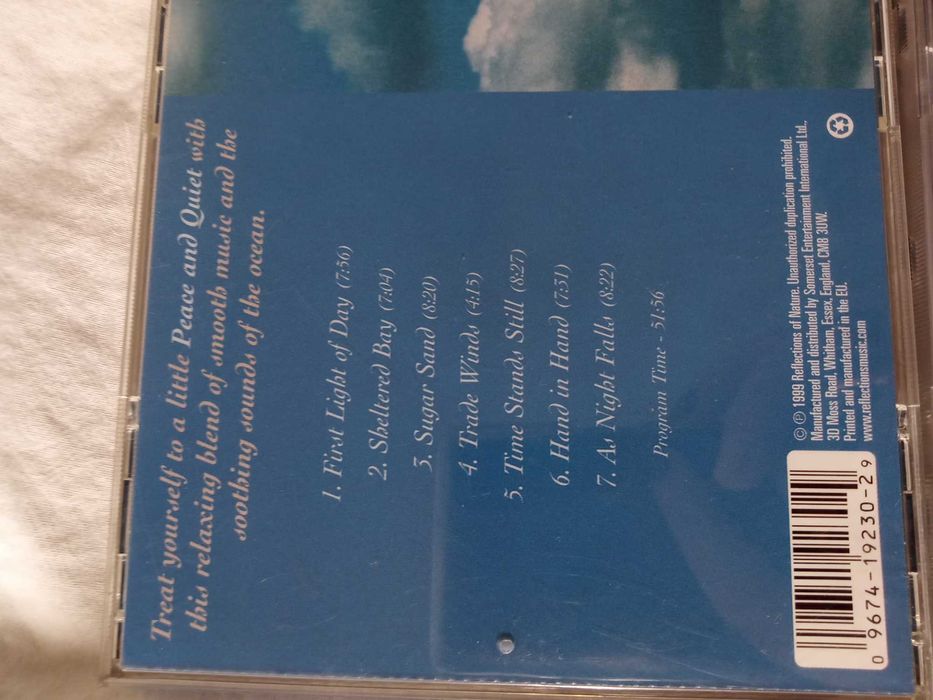 Treat yourself to a little Peace and Quiet with
this relaxing blend of smooth music and the
soothing sounds of the ocean.
1. First Light of Day (7:56)
2. Sheltered Bay (7:04)
3. Sugar Sand (8:20)
4. Trade Winds (4:15)
5. Time Stands Still (8:27)
6. Hand in Hand (7:31)
7. As Night Falls (8:22)
Program Time - 51:56
© ℗ 1999 Reflections of Nature. Unauthorized duplication prohibited.
Manufactured and distributed by Somerset Entertainment International Ltd.,
3D Moss Road, Whitham, Essex, England. CM8 3UW.
Printed and manufactured in the EU.
www.reflectionsmusic.com
0 9674-19230-2 9